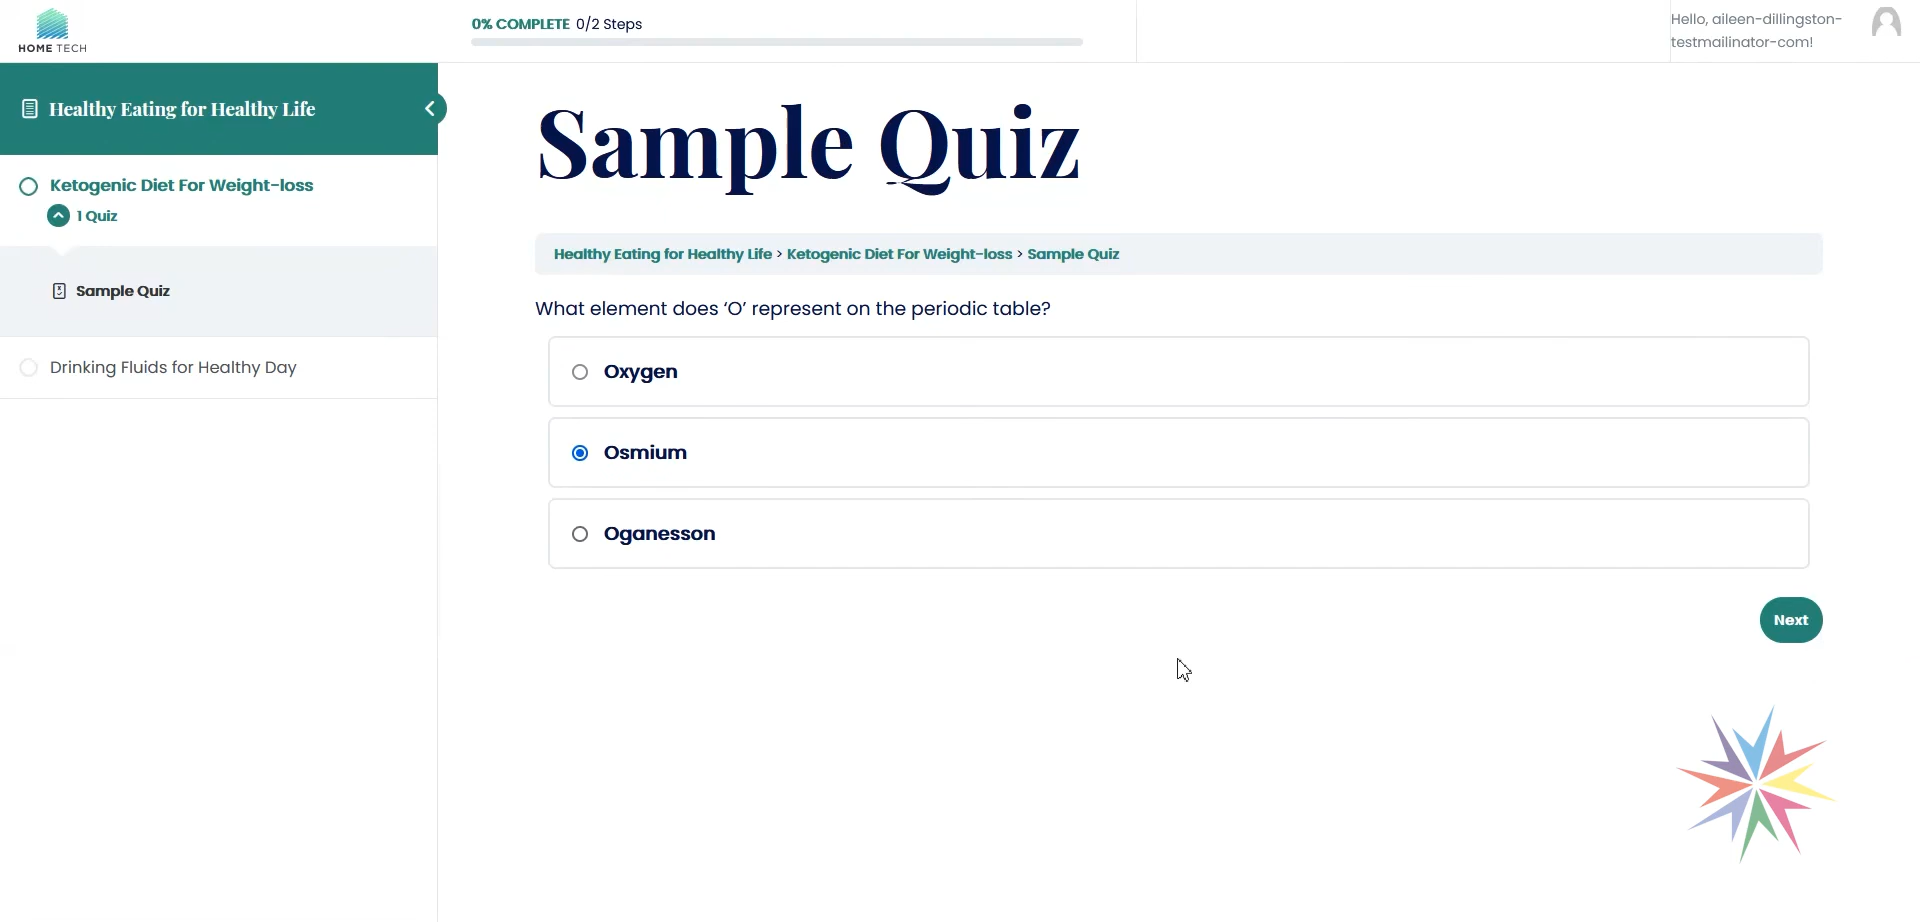 HOME TECH
0% COMPLETE 0/2 Steps
Hello, aileen-dillingston-
testmailinator-com!
Healthy Eating for Healthy Life
Ketogenic Diet For Weight-loss
1 Quiz
Sample Quiz
Drinking Fluids for Healthy Day
Sample Quiz
Healthy Eating for Healthy Life > Ketogenic Diet For Weight-loss > Sample Quiz
What element does ‘O’ represent on the periodic table?
Oxygen
Osmium
Oganesson
Next